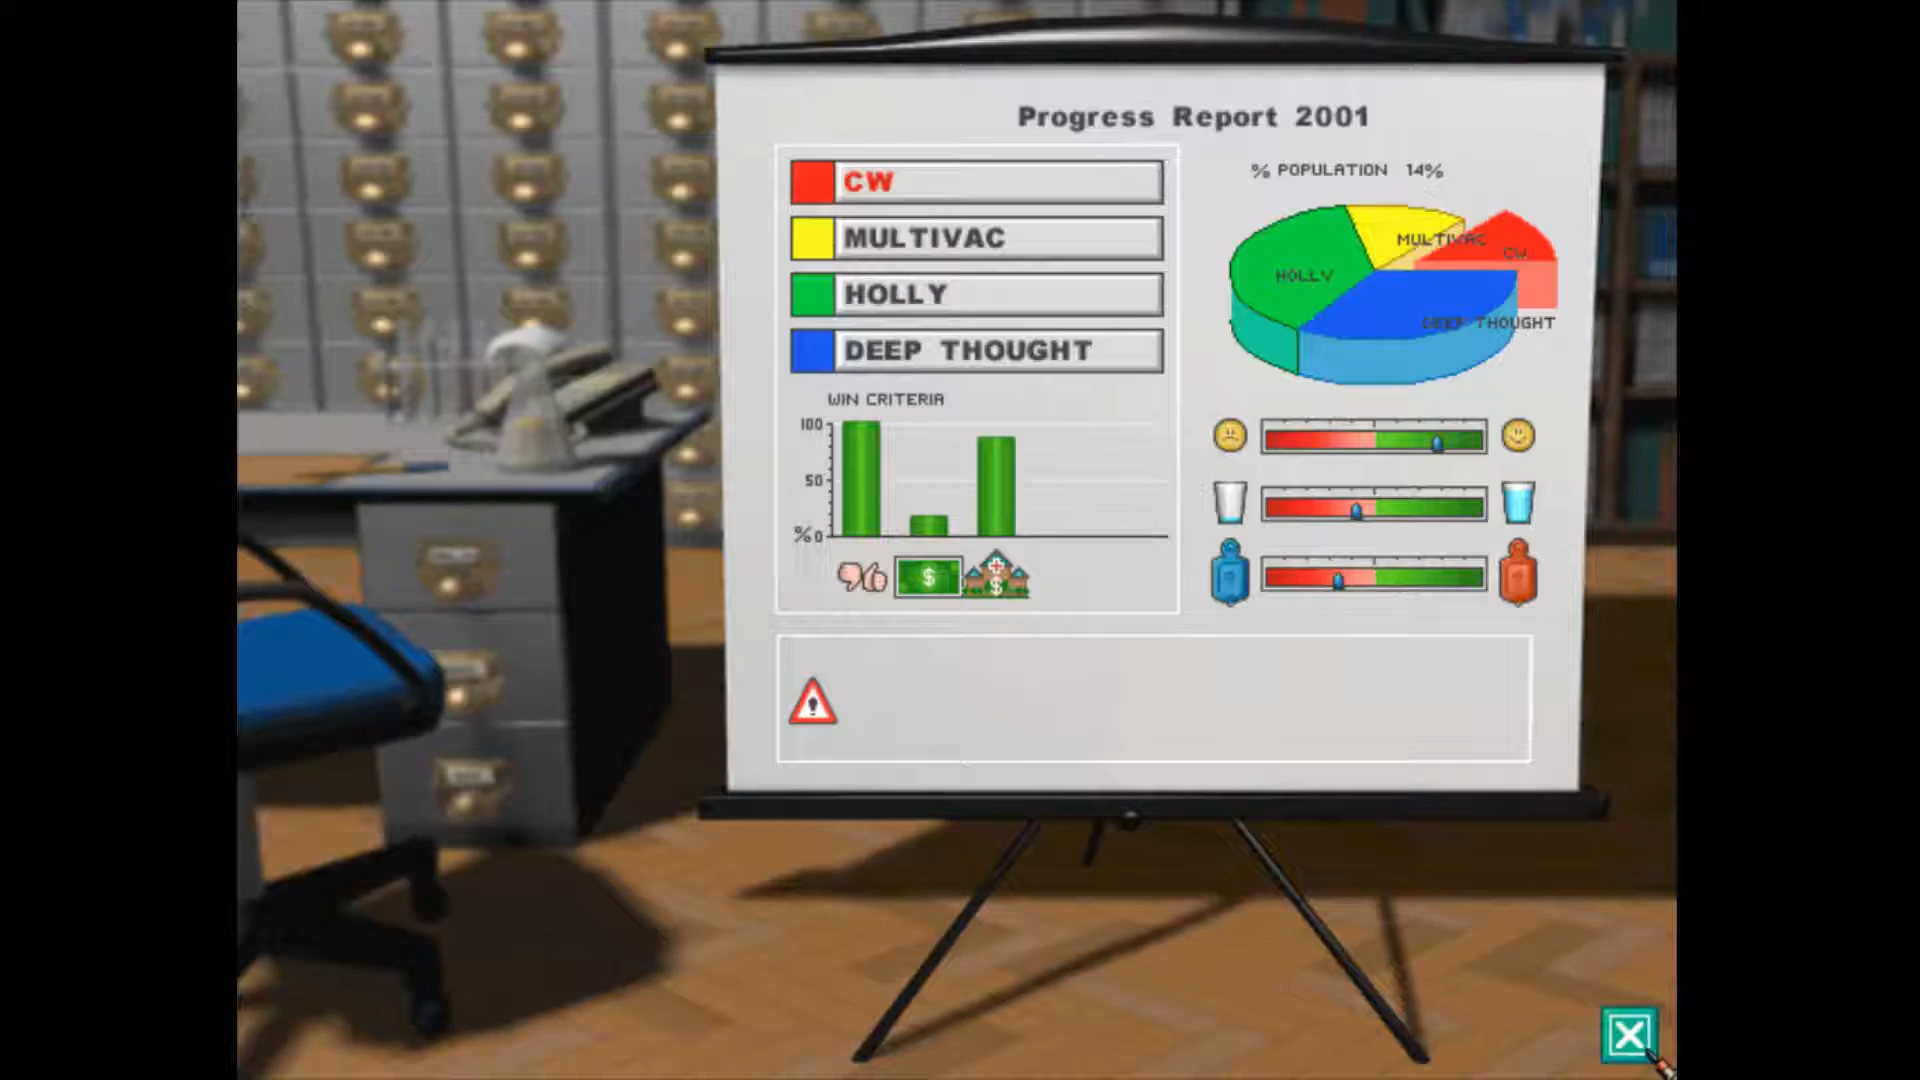 Progress Report 2001
CW
MULTIVAC
HOLLY
DEEP THOUGHT
% POPULATION 14%
MULTIVAC
CW
HOLLY
DEEP THOUGHT
WIN CRITERIA
100
50
% 0
$
$